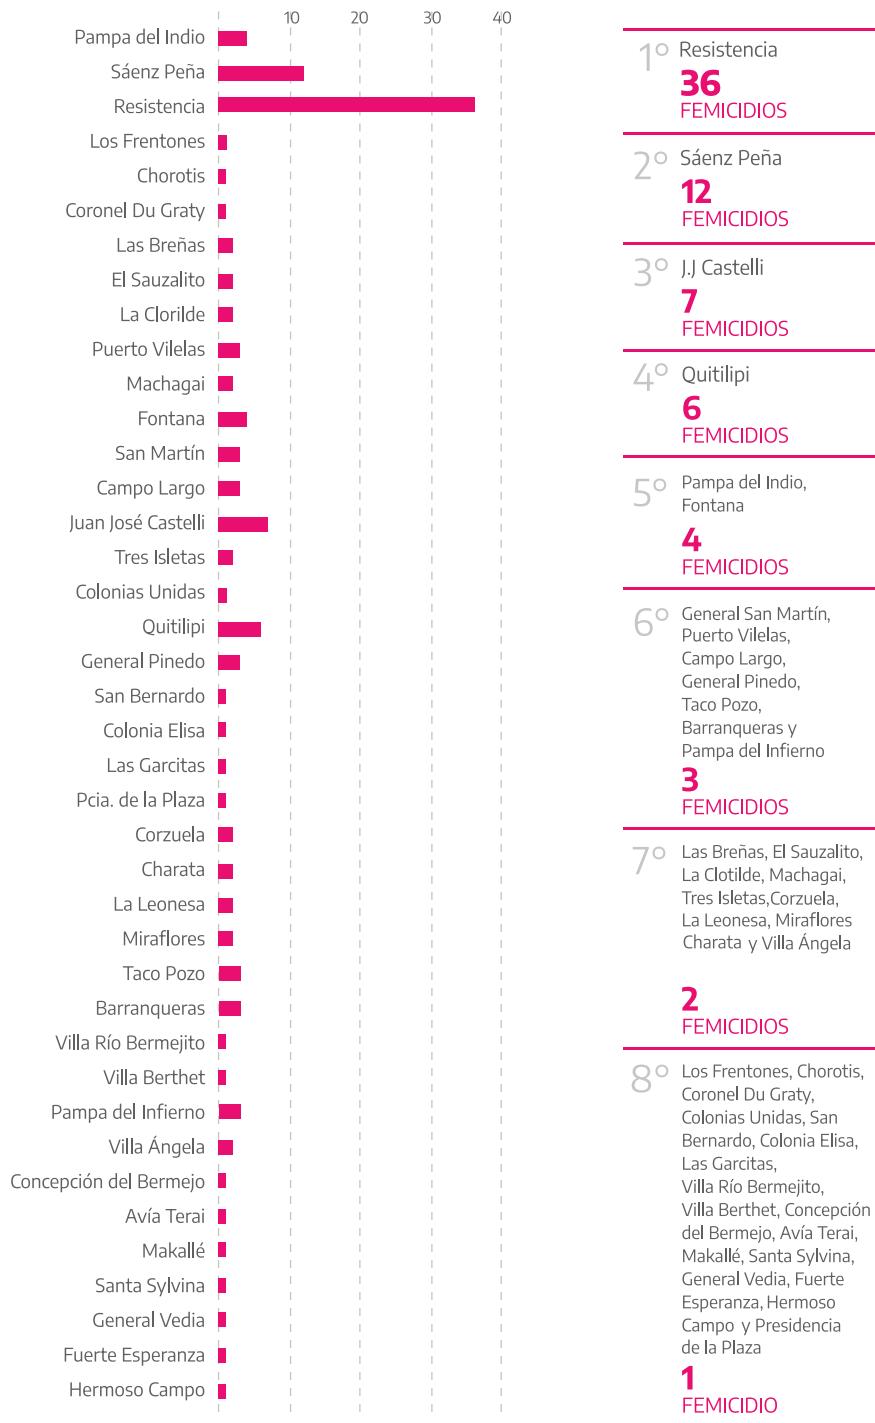 10 20 30 40
Pampa del Indio
Sáenz Peña
Resistencia
Los Frentones
Chorotis
Coronel Du Graty
Las Breñas
El Sauzalito
La Clorilde
Puerto Vilelas
Machagai
Fontana
San Martín
Campo Largo
Juan José Castelli
Tres Isletas
Colonias Unidas
Quitilipi
General Pinedo
San Bernardo
Colonia Elisa
Las Garcitas
Pcia. de la Plaza
Corzuela
Charata
La Leonesa
Miraflores
Taco Pozo
Barranqueras
Villa Río Bermejito
Villa Berthet
Pampa del Infierno
Villa Ángela
Concepción del Bermejo
Avía Terai
Makallé
Santa Sylvina
General Vedia
Fuerte Esperanza
Hermoso Campo
1º Resistencia
36
FEMICIDIOS
2º Sáenz Peña
12
FEMICIDIOS
3º J.J Castelli
7
FEMICIDIOS
4º Quitilipi
6
FEMICIDIOS
5º Pampa del Indio,
Fontana
4
FEMICIDIOS
6º General San Martín,
Puerto Vilelas,
Campo Largo,
General Pinedo,
Taco Pozo,
Barranqueras y
Pampa del Infierno
3
FEMICIDIOS
7º Las Breñas, El Sauzalito,
La Clotilde, Machagai,
Tres Isletas,Corzuela,
La Leonesa, Miraflores
Charata y Villa Ángela
2
FEMICIDIOS
8º Los Frentones, Chorotis,
Coronel Du Graty,
Colonias Unidas, San
Bernardo, Colonia Elisa,
Las Garcitas,
Villa Río Bermejito,
Villa Berthet, Concepción
del Bermejo, Avía Terai,
Makallé, Santa Sylvina,
General Vedia, Fuerte
Esperanza, Hermoso
Campo y Presidencia
de la Plaza
1
FEMICIDIO